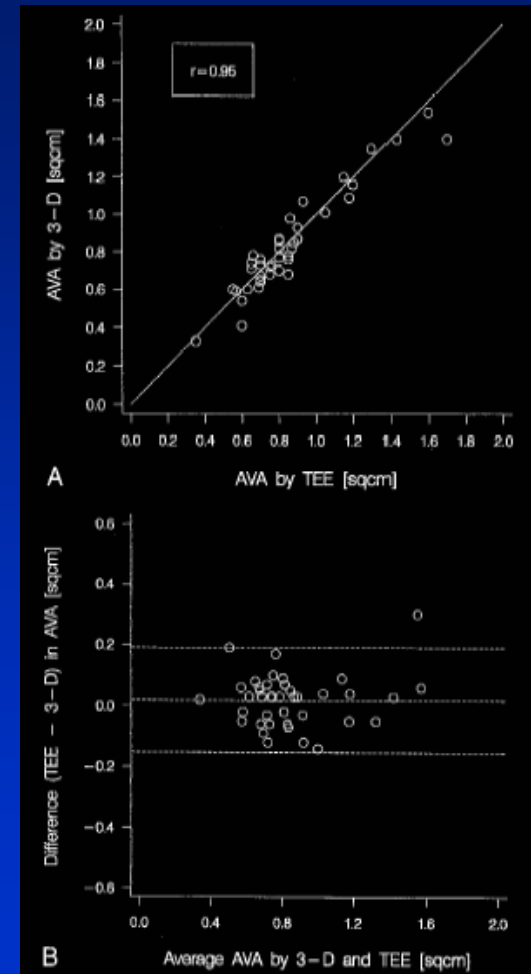 2.0
1.8
1.6
1.4
1.2
1.0
0.8
0.6
0.4
0.2
0.0
r=0.95
AVA by 3-D [sqcm]
0.0 0.2 0.4 0.6 0.8 1.0 1.2 1.4 1.6 1.8 2.0
A
AVA by TEE [sqcm]
0.6
0.4
0.2
0.0
-0.2
-0.4
-0.6
Difference (TEE - 3-D) in AVA [sqcm]
0.0 0.4 0.8 1.2 1.6 2.0
B
Average AVA by 3-D and TEE [sqcm]